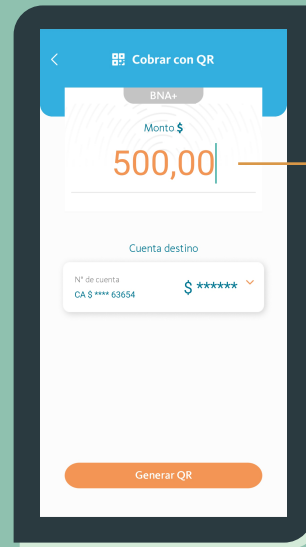 Cobrar con QR
BNA+
Monto $
500,00
Cuenta destino
N° de cuenta
CA $ **** 63654
$ ******
Generar QR